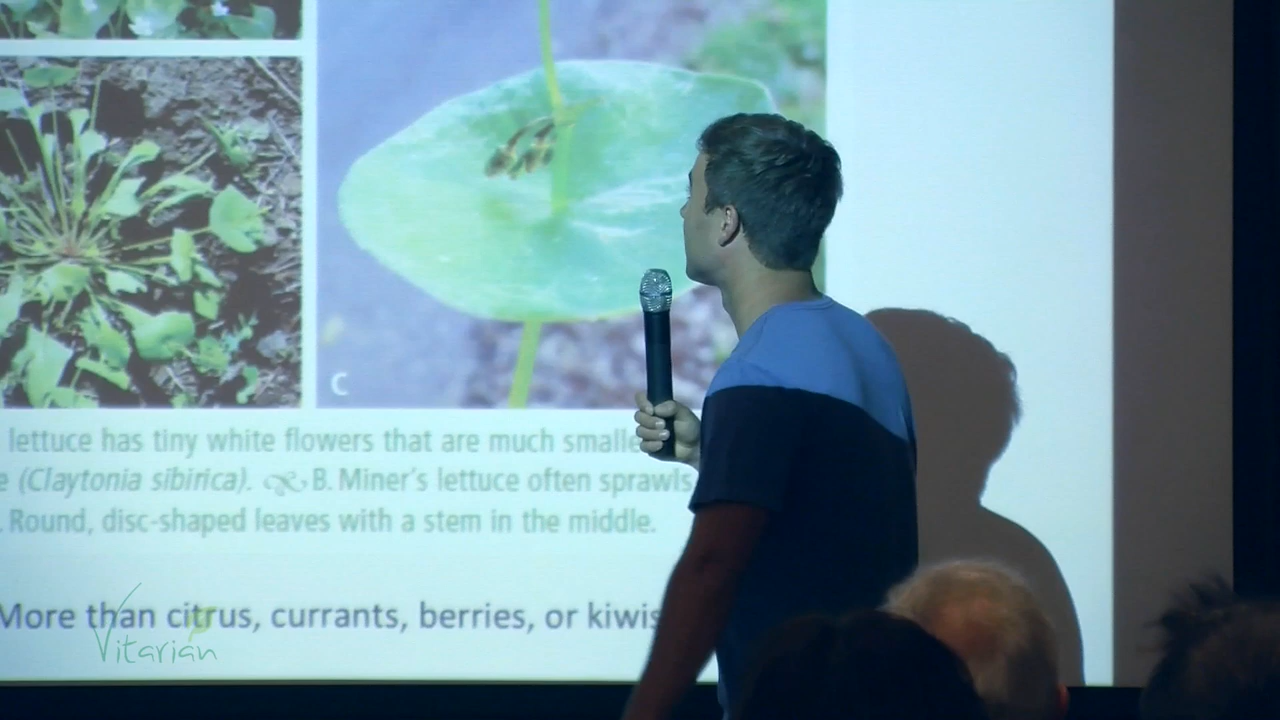 C
lettuce has tiny white flowers that are much smalle
(Claytonia sibirica). B. Miner's lettuce often sprawls
. Round, disc-shaped leaves with a stem in the middle.
More than citrus, currants, berries, or kiwis
Vitarian